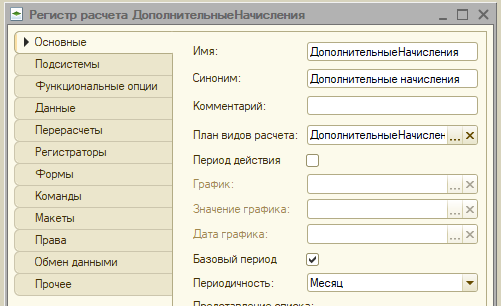 Регистр расчета ДополнительныеНачисления
Основные
Подсистемы
Функциональные опции
Данные
Перерасчеты
Регистраторы
Формы
Команды
Макеты
Права
Обмен данными
Прочее
Имя: ДополнительныеНачисления
Синоним: Дополнительные начисления
Комментарий:
План видов расчета: ДополнительныеНачислен ...
Период действия
График: ...
Значение графика: ...
Дата графика: ...
Базовый период
Периодичность: Месяц
Представление списка: